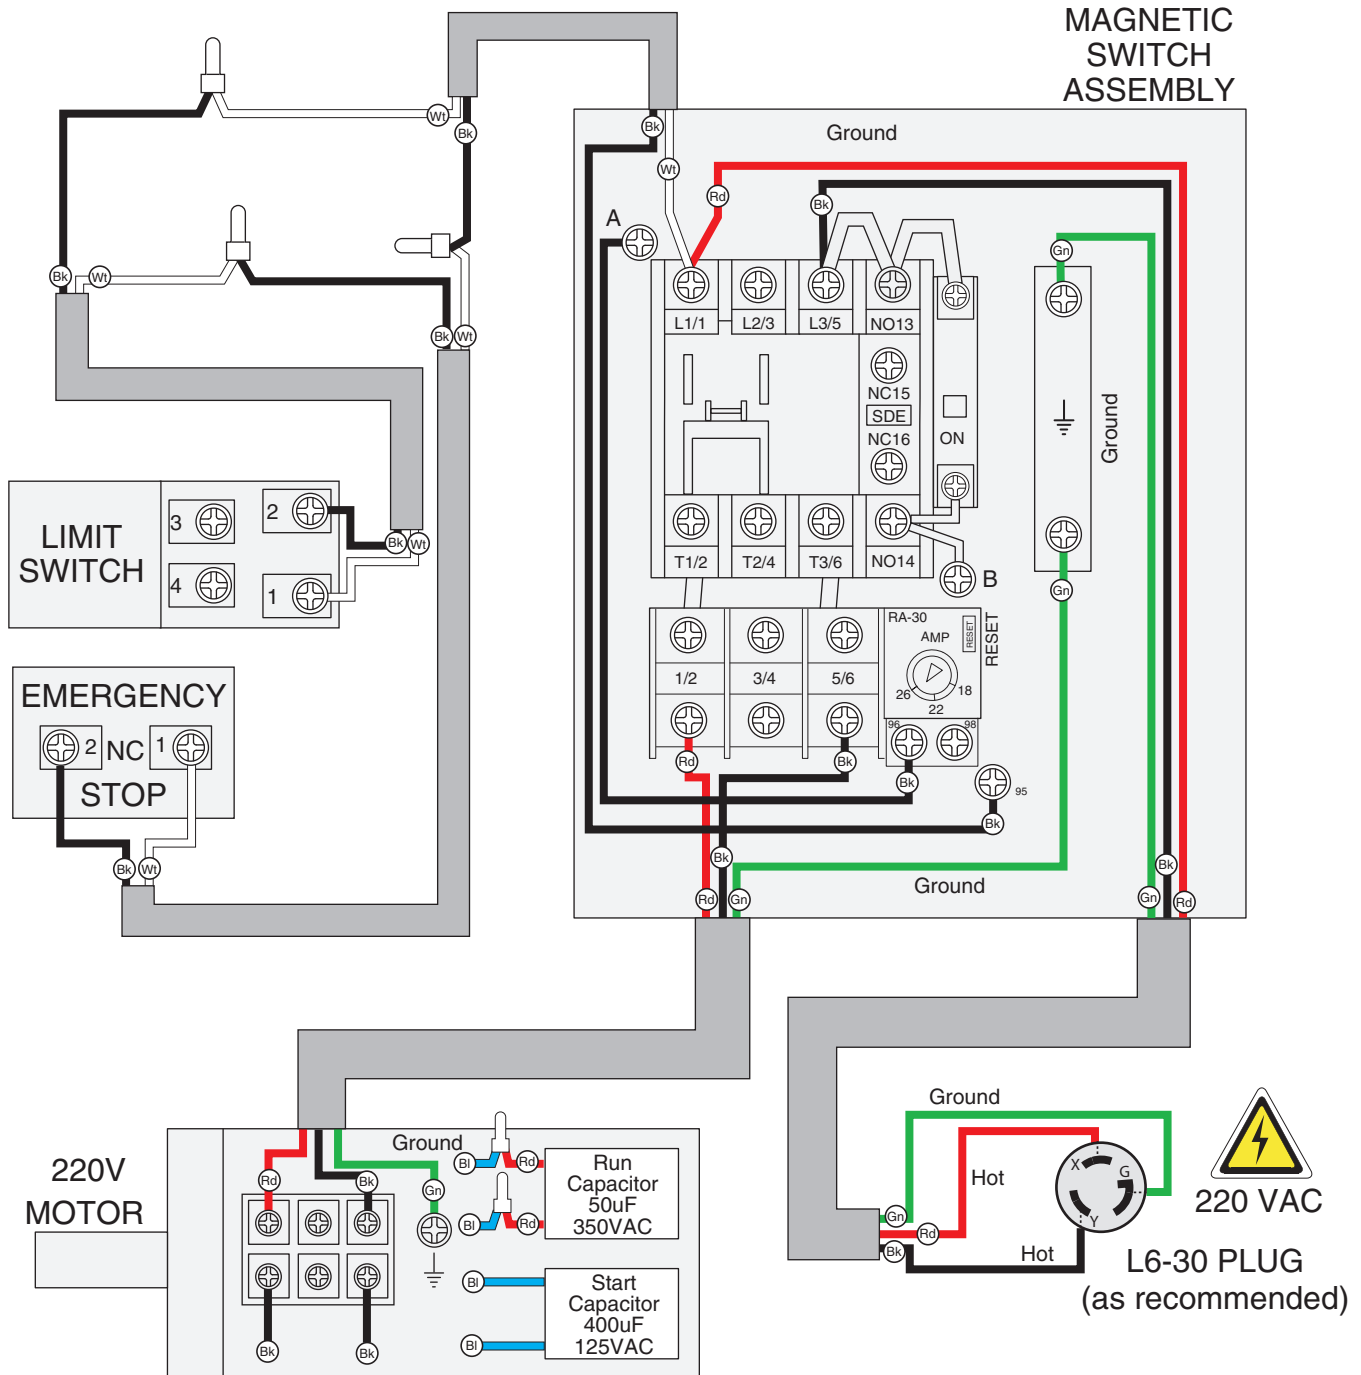 MAGNETIC
SWITCH
ASSEMBLY
Wt
Bk
Bk
Ground
Wt
Rd
Bk
A
Gn
Bk
Wt
Bk
Wt
L1/1
L2/3
L3/5
NO13
NC15
SDE
NC16
ON
Ground
LIMIT
SWITCH
3
2
4
1
Bk
Wt
T1/2
T2/4
T3/6
NO14
B
Gn
RA-30
AMP
RESET
RESET
26
18
22
1/2
3/4
5/6
96
98
EMERGENCY
2
NC
1
STOP
Rd
Bk
Bk
95
Bk
Bk
Wt
Bk
Bk
Ground
Rd
Gn
Gn
Rd
220V
MOTOR
Ground
Rd
Bk
Gn
Bl
Rd
Bl
Rd
Run
Capacitor
50uF
350VAC
Bl
Bl
Start
Capacitor
400uF
125VAC
Bk
Bk
Ground
Hot
Gn
Rd
Bk
Hot
X
G
Y
220 VAC
L6-30 PLUG
(as recommended)